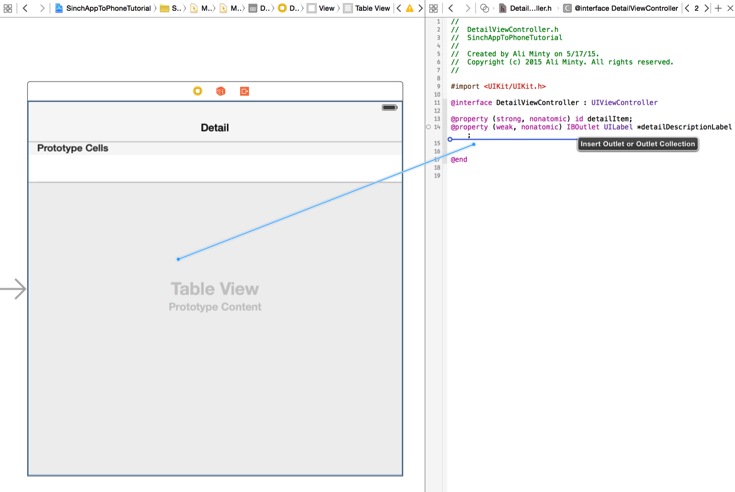 SinchAppToPhoneTutorial S.. M.. M.. D.. D.. View Table View
Detail...ller.h @interface DetailViewController 2
Detail
Prototype Cells
Table View
Prototype Content
1 //
2 // DetailViewController.h
3 // SinchAppToPhoneTutorial
4 //
5 // Created by Ali Minty on 5/17/15.
6 // Copyright (c) 2015 Ali Minty. All rights reserved.
7 //
8
9 #import <UIKit/UIKit.h>
10
11 @interface DetailViewController : UIViewController
12
13 @property (strong, nonatomic) id detailItem;
14 @property (weak, nonatomic) IBOutlet UILabel *detailDescriptionLabel
;
15
Insert Outlet or Outlet Collection
16
17 @end
18
19